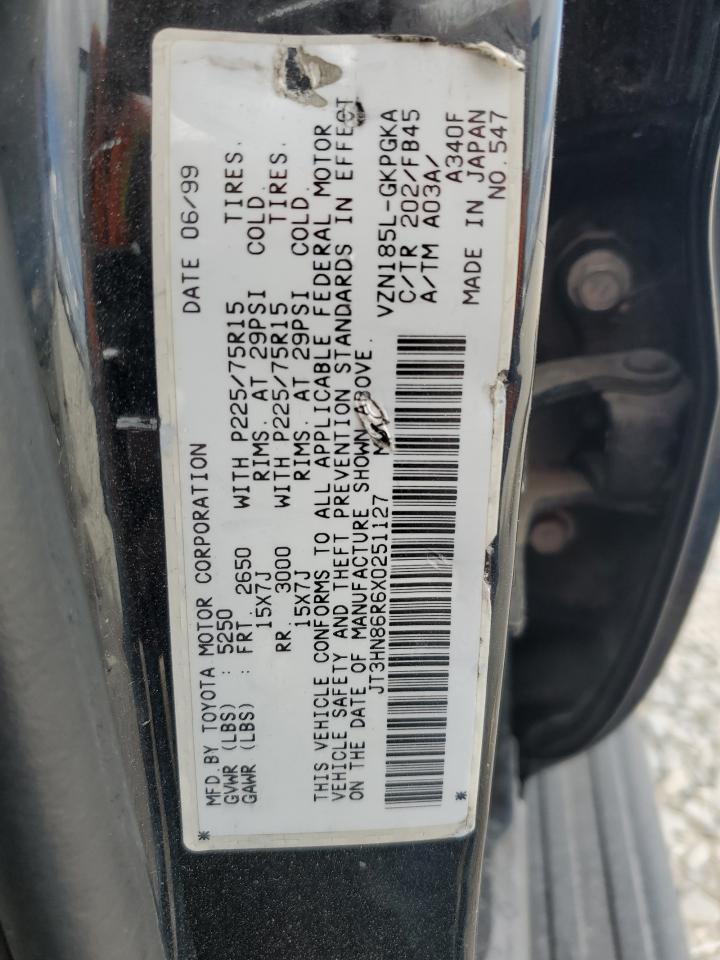 MFD. BY TOYOTA MOTOR CORPORATION DATE 06/99
GVWR (LBS) : 5250
GAWR (LBS) : FRT. 2650 WITH P225/75R15 TIRES.
15X7J RIMS. AT 29PSI COLD.
RR. 3000 WITH P225/75R15 TIRES.
15X7J RIMS. AT 29PSI COLD.
THIS VEHICLE CONFORMS TO ALL APPLICABLE FEDERAL MOTOR
VEHICLE SAFETY AND THEFT PREVENTION STANDARDS IN EFFECT
ON THE DATE OF MANUFACTURE SHOWN ABOVE.
JT3HN86R6X0251127
VZN185L-GKPGKA
C/TR 202/FB45
A/TM A03A/
A340F
MADE IN JAPAN
* * NO.547